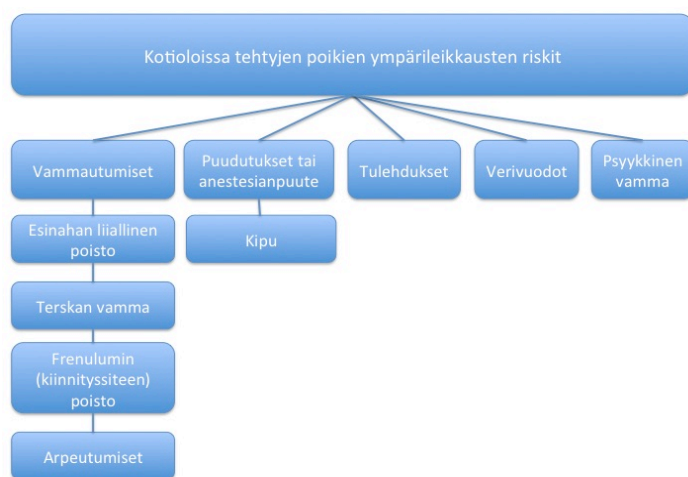 Kotioloissa tehtyjen poikien ympärileikkausten riskit
Vammautumiset
Puudutukset tai
anestesianpuute
Tulehdukset
Verivuodot
Psyykkinen
vamma
Esinahan liiallinen
poisto
Kipu
Terskan vamma
Frenulumin
(kiinnityssiteen)
poisto
Arpeutumiset